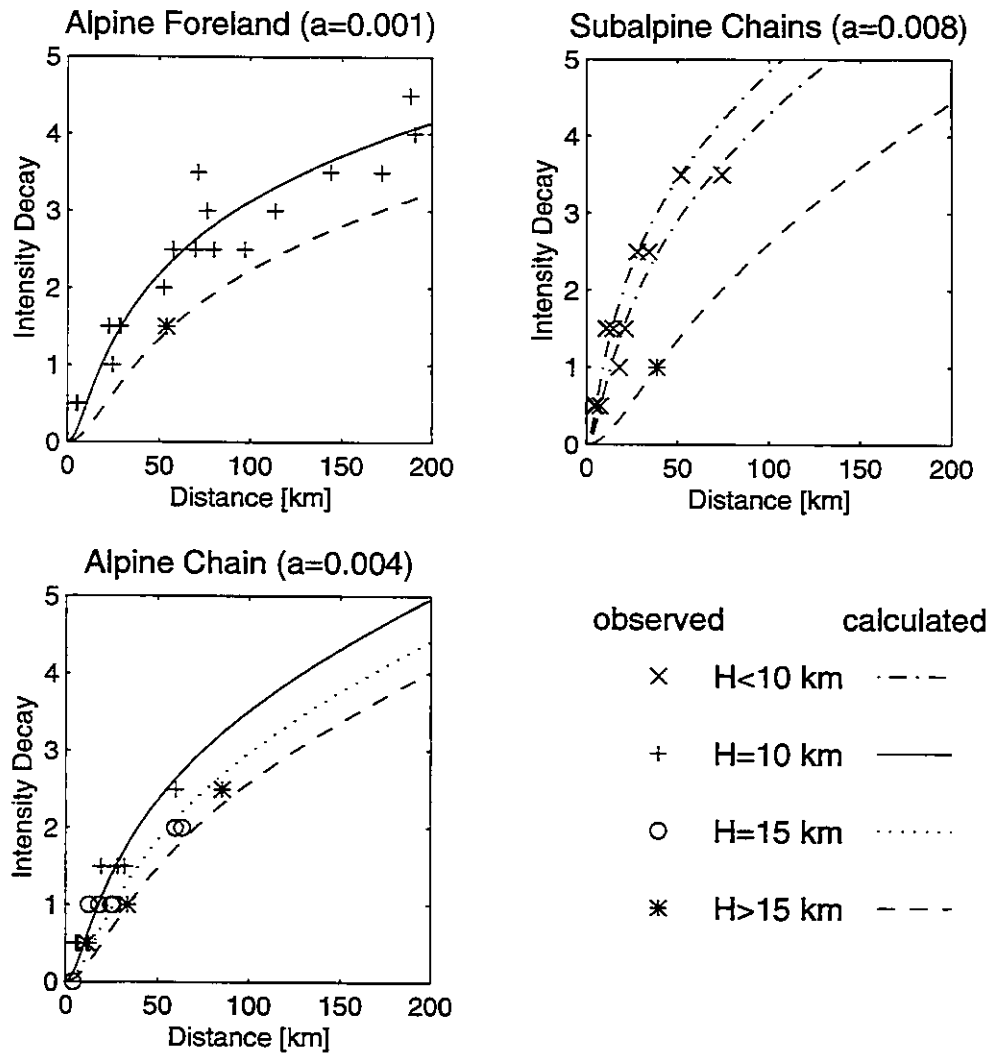 Alpine Foreland (a=0.001)
5
4
3
2
1
0
Intensity Decay
0 50 100 150 200
Distance [km]
Subalpine Chains (a=0.008)
5
4
3
2
1
0
Intensity Decay
0 50 100 150 200
Distance [km]
Alpine Chain (a=0.004)
5
4
3
2
1
0
Intensity Decay
0 50 100 150 200
Distance [km]
observed calculated
H<10 km
H=10 km
H=15 km
H>15 km